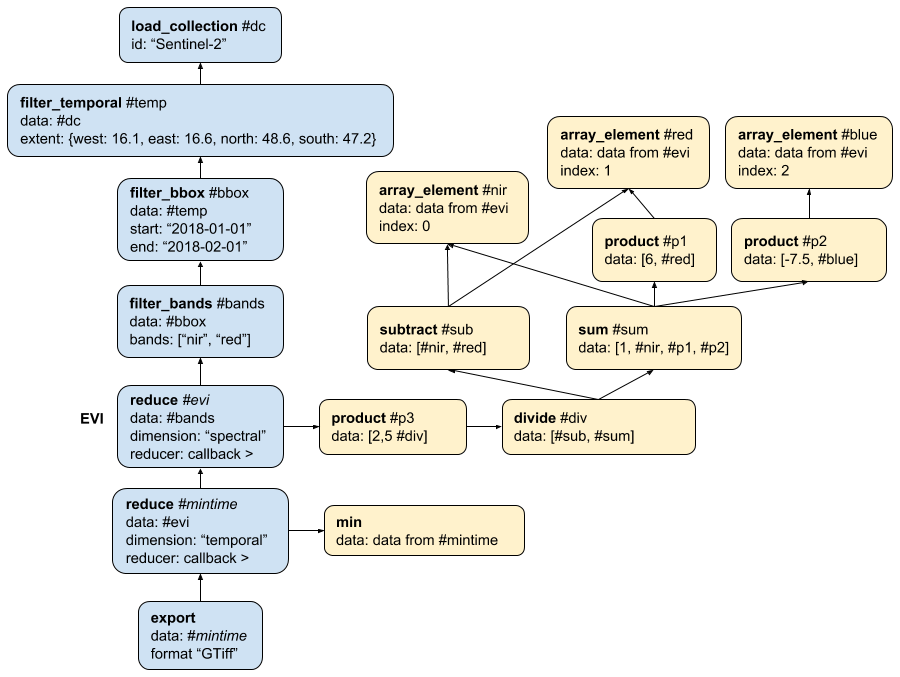 load_collection #dc
id: “Sentinel-2”
filter_temporal #temp
data: #dc
extent: {west: 16.1, east: 16.6, north: 48.6, south: 47.2}
filter_bbox #bbox
data: #temp
start: “2018-01-01”
end: “2018-02-01”
filter_bands #bands
data: #bbox
bands: [“nir”, “red”]
EVI
reduce #evi
data: #bands
dimension: “spectral”
reducer: callback >
reduce #mintime
data: #evi
dimension: “temporal”
reducer: callback >
export
data: #mintime
format “GTiff”
array_element #nir
data: data from #evi
index: 0
array_element #red
data: data from #evi
index: 1
array_element #blue
data: data from #evi
index: 2
product #p1
data: [6, #red]
product #p2
data: [-7.5, #blue]
subtract #sub
data: [#nir, #red]
sum #sum
data: [1, #nir, #p1, #p2]
product #p3
data: [2,5 #div]
divide #div
data: [#sub, #sum]
min
data: data from #mintime